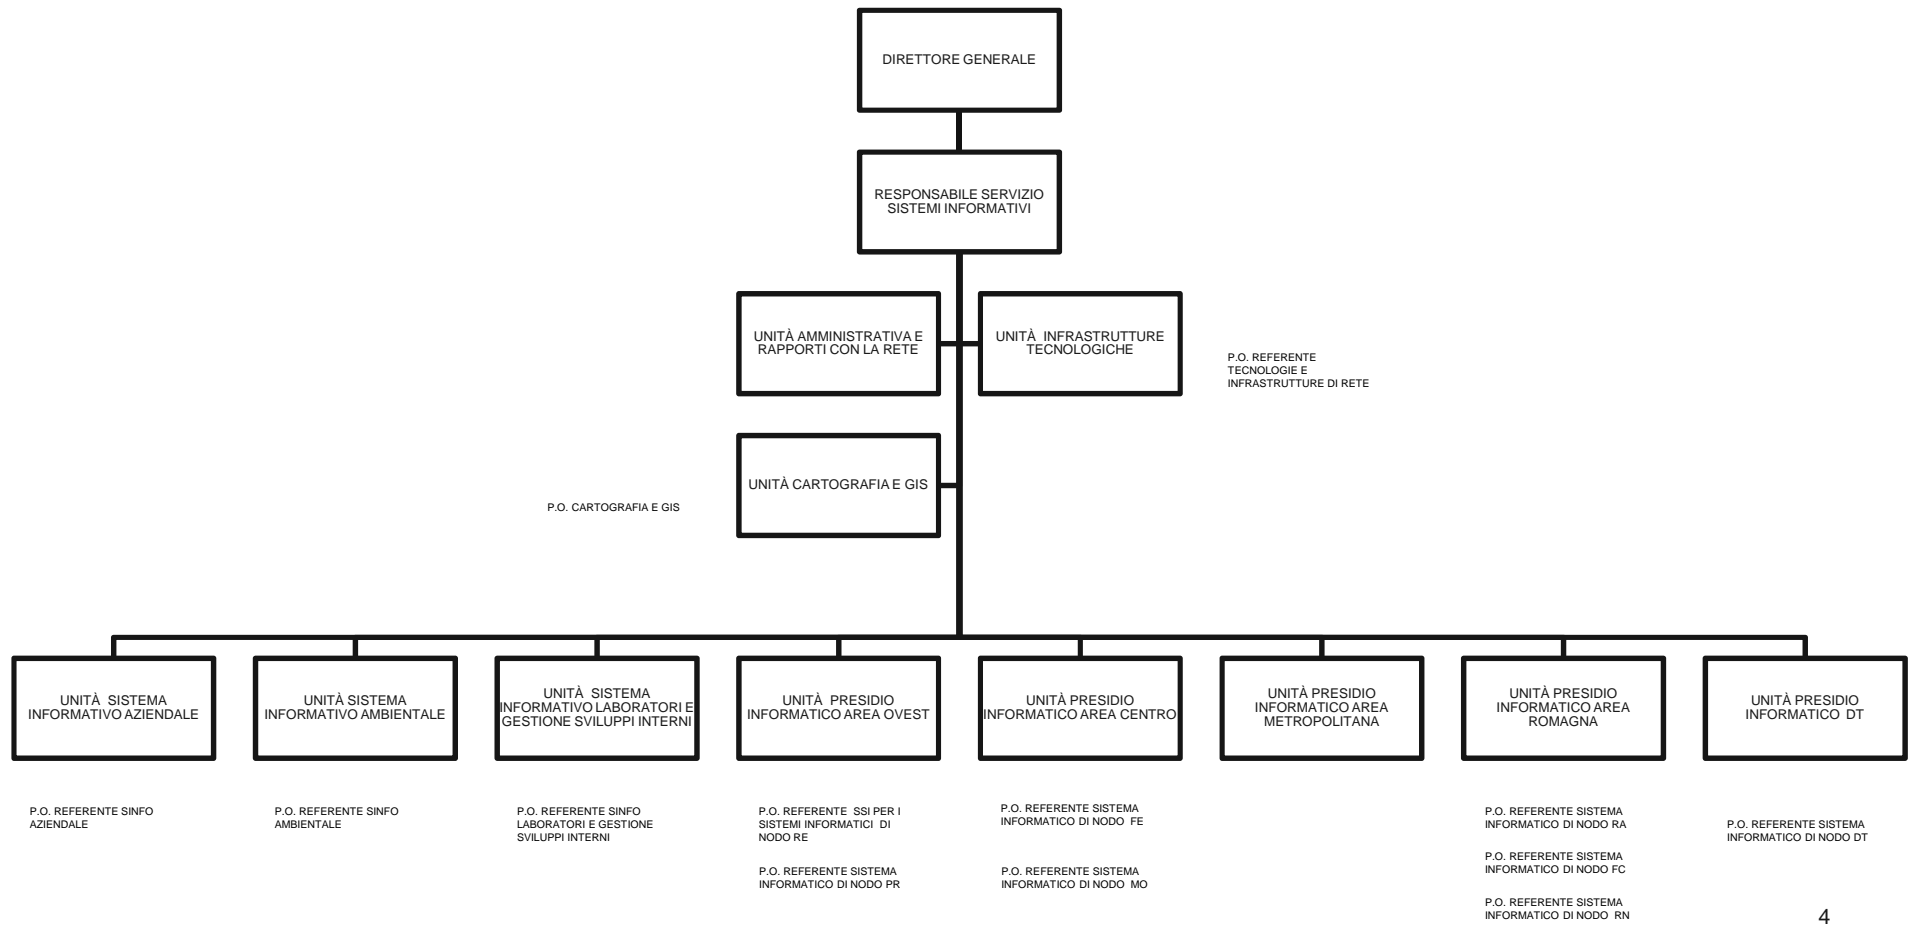 DIRETTORE GENERALE
RESPONSABILE SERVIZIO
SISTEMI INFORMATIVI
UNITÀ AMMINISTRATIVA E
RAPPORTI CON LA RETE
UNITÀ INFRASTRUTTURE
TECNOLOGICHE
P.O. REFERENTE
TECNOLOGIE E
INFRASTRUTTURE DI RETE
UNITÀ CARTOGRAFIA E GIS
P.O. CARTOGRAFIA E GIS
UNITÀ SISTEMA
INFORMATIVO AZIENDALE
UNITÀ SISTEMA
INFORMATIVO AMBIENTALE
UNITÀ SISTEMA
INFORMATIVO LABORATORI E
GESTIONE SVILUPPI INTERNI
UNITÀ PRESIDIO
INFORMATICO AREA OVEST
UNITÀ PRESIDIO
INFORMATICO AREA CENTRO
UNITÀ PRESIDIO
INFORMATICO AREA
METROPOLITANA
UNITÀ PRESIDIO
INFORMATICO AREA
ROMAGNA
UNITÀ PRESIDIO
INFORMATICO DT
P.O. REFERENTE SINFO
AZIENDALE
P.O. REFERENTE SINFO
AMBIENTALE
P.O. REFERENTE SINFO
LABORATORI E GESTIONE
SVILUPPI INTERNI
P.O. REFERENTE SSI PER I
SISTEMI INFORMATICI DI
NODO RE
P.O. REFERENTE SISTEMA
INFORMATICO DI NODO PR
P.O. REFERENTE SISTEMA
INFORMATICO DI NODO FE
P.O. REFERENTE SISTEMA
INFORMATICO DI NODO MO
P.O. REFERENTE SISTEMA
INFORMATICO DI NODO RA
P.O. REFERENTE SISTEMA
INFORMATICO DI NODO FC
P.O. REFERENTE SISTEMA
INFORMATICO DI NODO RN
P.O. REFERENTE SISTEMA
INFORMATICO DI NODO DT
4